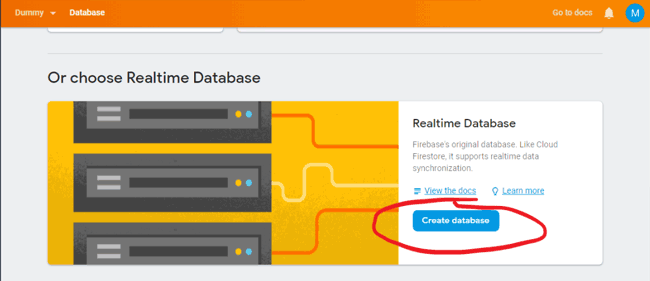 Dummy Database Go to docs M
Or choose Realtime Database
Realtime Database
Firebase's original database. Like Cloud
Firestore, it supports realtime data
synchronization.
View the docs Learn more
Create database